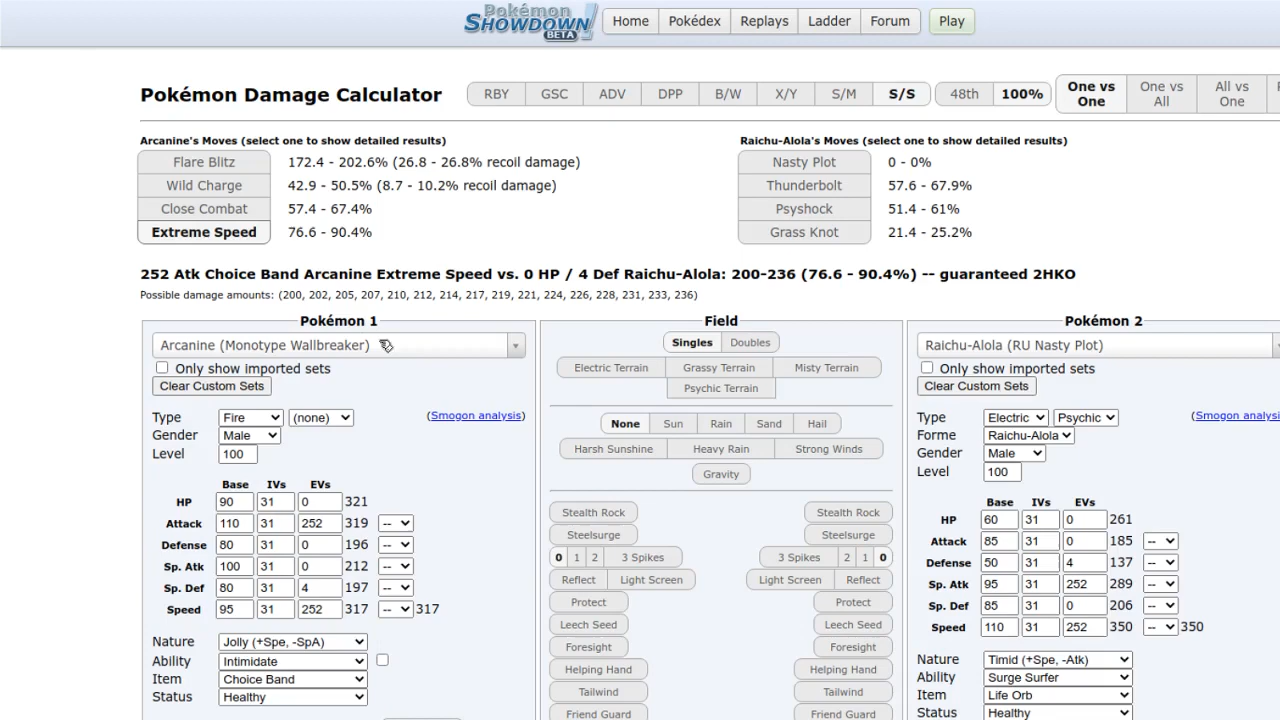 Pokémon SHOWDOWN BETA Home Pokédex Replays Ladder Forum Play
Pokémon Damage Calculator RBY GSC ADV DPP B/W X/Y S/M S/S 48th 100% One vs One One vs All All vs One
Arcanine's Moves (select one to show detailed results) Raichu-Alola's Moves (select one to show detailed results)
Flare Blitz 172.4 - 202.6% (26.8 - 26.8% recoil damage) Nasty Plot 0 - 0%
Wild Charge 42.9 - 50.5% (8.7 - 10.2% recoil damage) Thunderbolt 57.6 - 67.9%
Close Combat 57.4 - 67.4% Psyshock 51.4 - 61%
Extreme Speed 76.6 - 90.4% Grass Knot 21.4 - 25.2%
252 Atk Choice Band Arcanine Extreme Speed vs. 0 HP / 4 Def Raichu-Alola: 200-236 (76.6 - 90.4%) -- guaranteed 2HKO
Possible damage amounts: (200, 202, 205, 207, 210, 212, 214, 217, 219, 221, 224, 226, 228, 231, 233, 236)
Pokémon 1
Arcanine (Monotype Wallbreaker)
Only show imported sets
Clear Custom Sets
Type Fire (none) (Smogon analysis)
Gender Male
Level 100
Base IVs EVs
HP 90 31 0 321
Attack 110 31 252 319 --
Defense 80 31 0 196 --
Sp. Atk 100 31 0 212 --
Sp. Def 80 31 4 197 --
Speed 95 31 252 317 -- 317
Nature Jolly (+Spe, -SpA)
Ability Intimidate
Item Choice Band
Status Healthy
Field
Singles Doubles
Electric Terrain Grassy Terrain Misty Terrain
Psychic Terrain
None Sun Rain Sand Hail
Harsh Sunshine Heavy Rain Strong Winds
Gravity
Stealth Rock Stealth Rock
Steelsurge Steelsurge
0 1 2 3 Spikes 3 Spikes 2 1 0
Reflect Light Screen Light Screen Reflect
Protect Protect
Leech Seed Leech Seed
Foresight Foresight
Helping Hand Helping Hand
Tailwind Tailwind
Friend Guard Friend Guard
Pokémon 2
Raichu-Alola (RU Nasty Plot)
Only show imported sets
Clear Custom Sets
Type Electric Psychic (Smogon analysi
Forme Raichu-Alola
Gender Male
Level 100
Base IVs EVs
HP 60 31 0 261
Attack 85 31 0 185 --
Defense 50 31 4 137 --
Sp. Atk 95 31 252 289 --
Sp. Def 85 31 0 206 --
Speed 110 31 252 350 -- 350
Nature Timid (+Spe, -Atk)
Ability Surge Surfer
Item Life Orb
Status Healthy